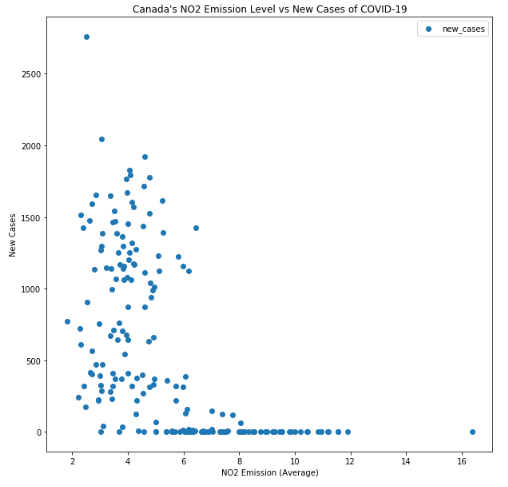 Canada's NO2 Emission Level vs New Cases of COVID-19
new_cases
2500
2000
1500
1000
500
0
New Cases
2 4 6 8 10 12 14 16
NO2 Emission (Average)